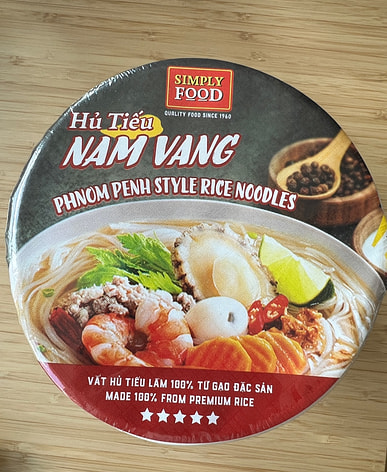 SIMPLY
FOOD
QUALITY FOOD SINCE 1960
Hủ Tiếu
NAM VANG
PHNOM PENH STYLE RICE NOODLES
VẮT HỦ TIẾU LÀM 100% TỪ GẠO ĐẶC SẢN
MADE 100% FROM PREMIUM RICE